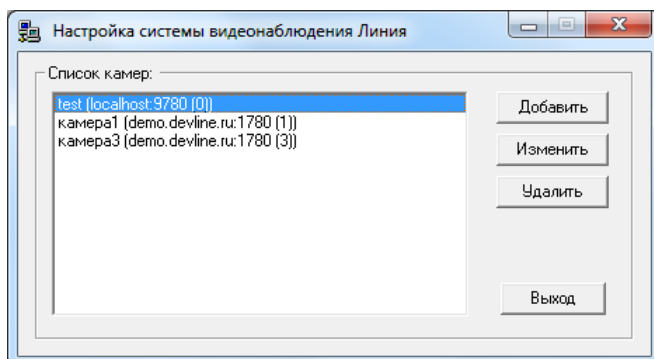 Настройка системы видеонаблюдения Линия
Список камер:
test (localhost:9780 (0))
камера1 (demo.devline.ru:1780 (1))
камера3 (demo.devline.ru:1780 (3))
Добавить
Изменить
Удалить
Выход